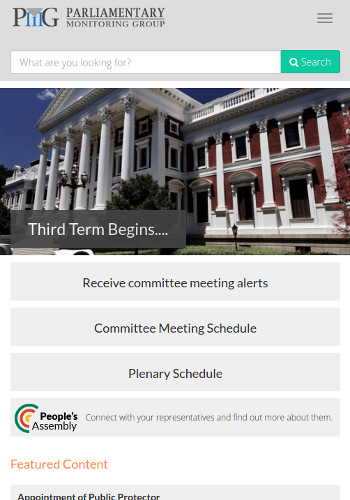 PMG PARLIAMENTARY
MONITORING GROUP
What are you looking for?
Search
Third Term Begins....
Receive committee meeting alerts
Committee Meeting Schedule
Plenary Schedule
People's
Assembly
Connect with your representatives and find out more about them.
Featured Content
Appointment of Public Protector